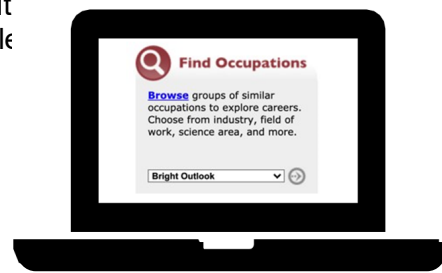 Find Occupations
Browse groups of similar
occupations to explore careers.
Choose from industry, field of
work, science area, and more.
Bright Outlook